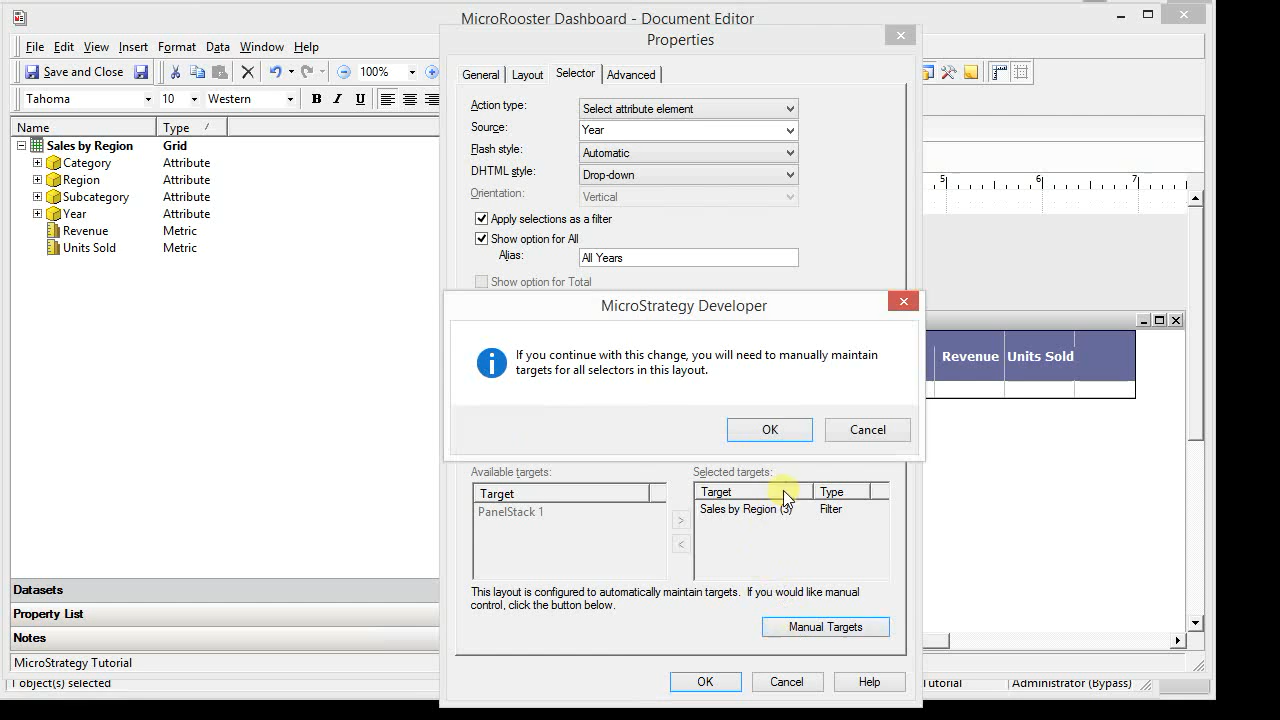 MicroRooster Dashboard - Document Editor
File Edit View Insert Format Data Window Help
Save and Close 100%
Tahoma 10 Western B I U
Name Type
Sales by Region Grid
Category Attribute
Region Attribute
Subcategory Attribute
Year Attribute
Revenue Metric
Units Sold Metric
Datasets
Property List
Notes
MicroStrategy Tutorial
1 object(s) selected
Properties
General Layout Selector Advanced
Action type: Select attribute element
Source: Year
Flash style: Automatic
DHTML style: Drop-down
Orientation: Vertical
Apply selections as a filter
Show option for All
Alias: All Years
Show option for Total
MicroStrategy Developer
If you continue with this change, you will need to manually maintain
targets for all selectors in this layout.
OK Cancel
Available targets: Selected targets:
Target Target Type
PanelStack 1 Sales by Region (3) Filter
This layout is configured to automatically maintain targets. If you would like manual
control, click the button below.
Manual Targets
OK Cancel Help
5 6 7
Revenue Units Sold
Tutorial Administrator (Bypass)